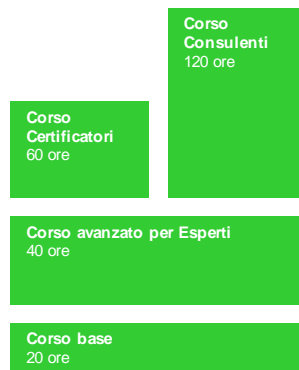 Corso
Consulenti
120 ore
Corso
Certificatori
60 ore
Corso avanzato per Esperti
40 ore
Corso base
20 ore